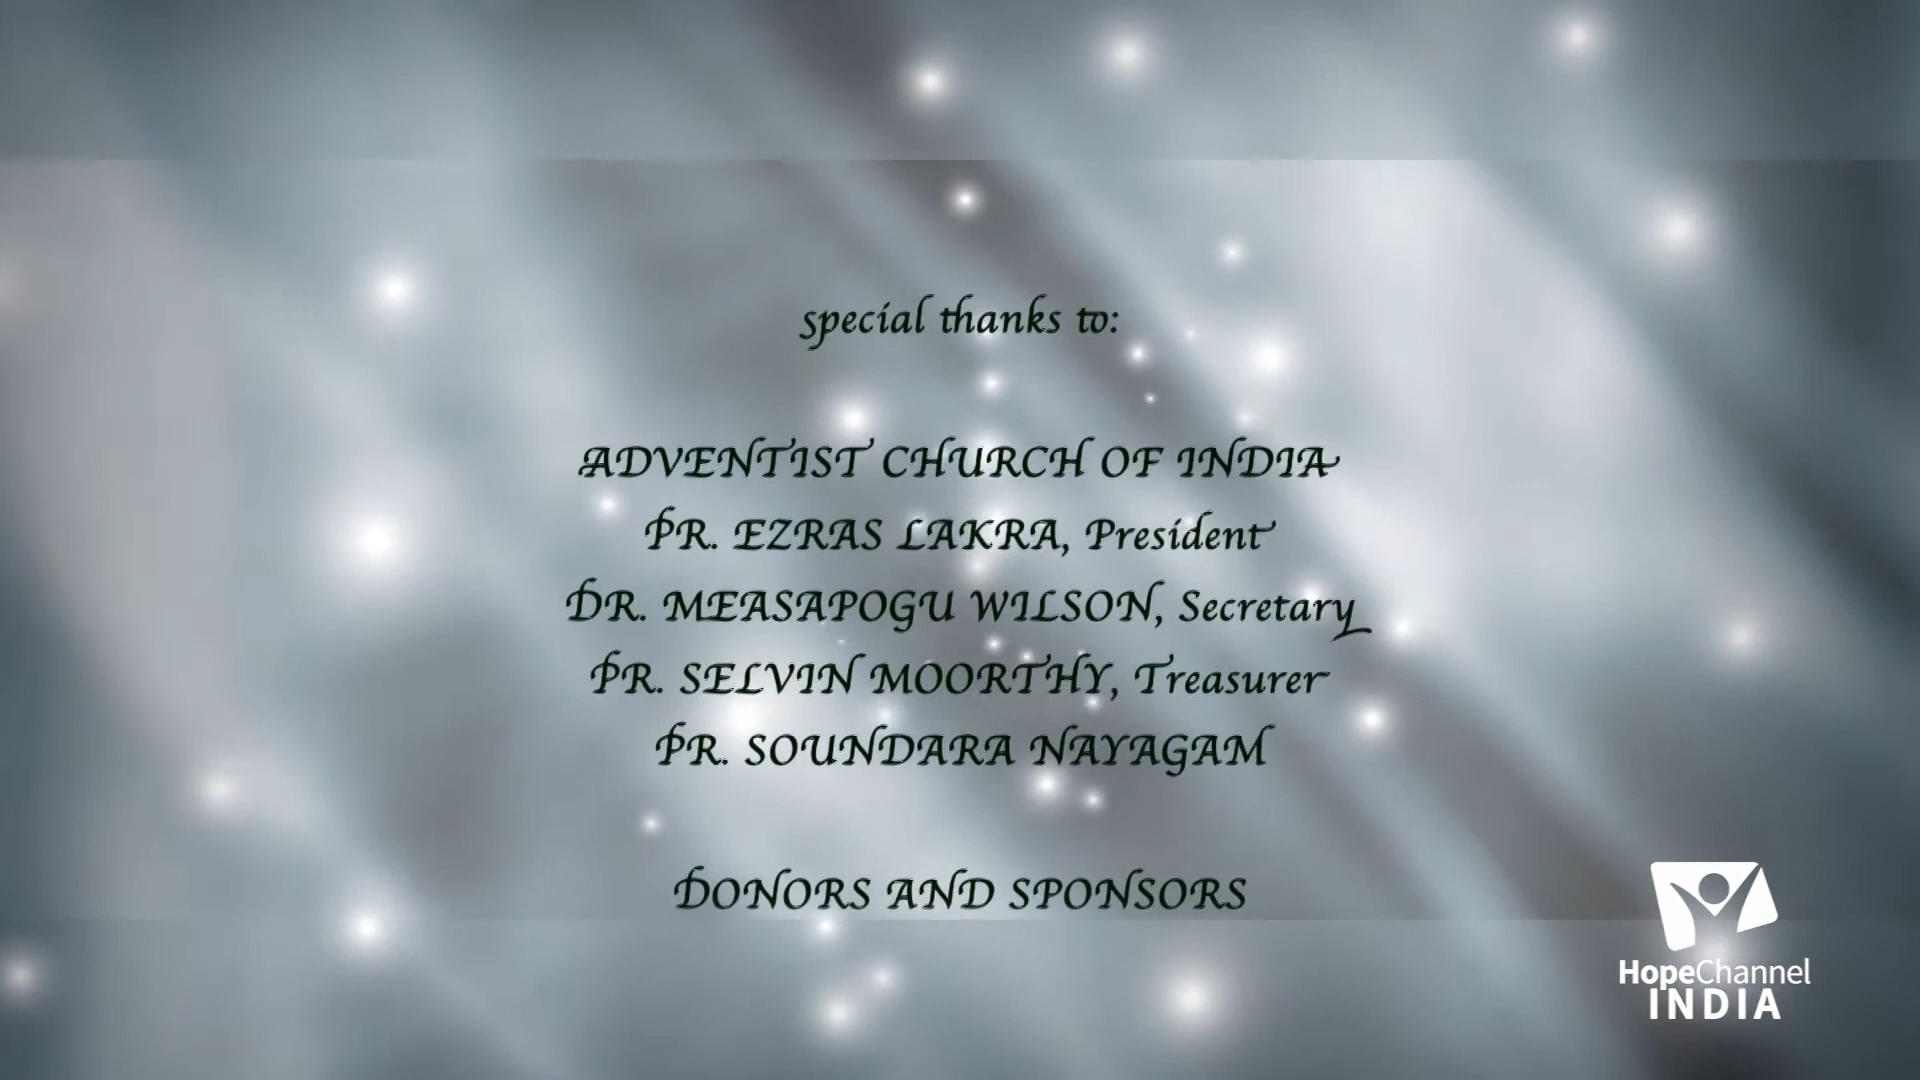 special thanks to:
ADVENTIST CHURCH OF INDIA
PR. EZRAS LAKRA, President
DR. MEASAPOGU WILSON, Secretary
PR. SELVIN MOORTHY, Treasurer
PR. SOUNDARA NAYAGAM
DONORS AND SPONSORS
HopeChannel
INDIA